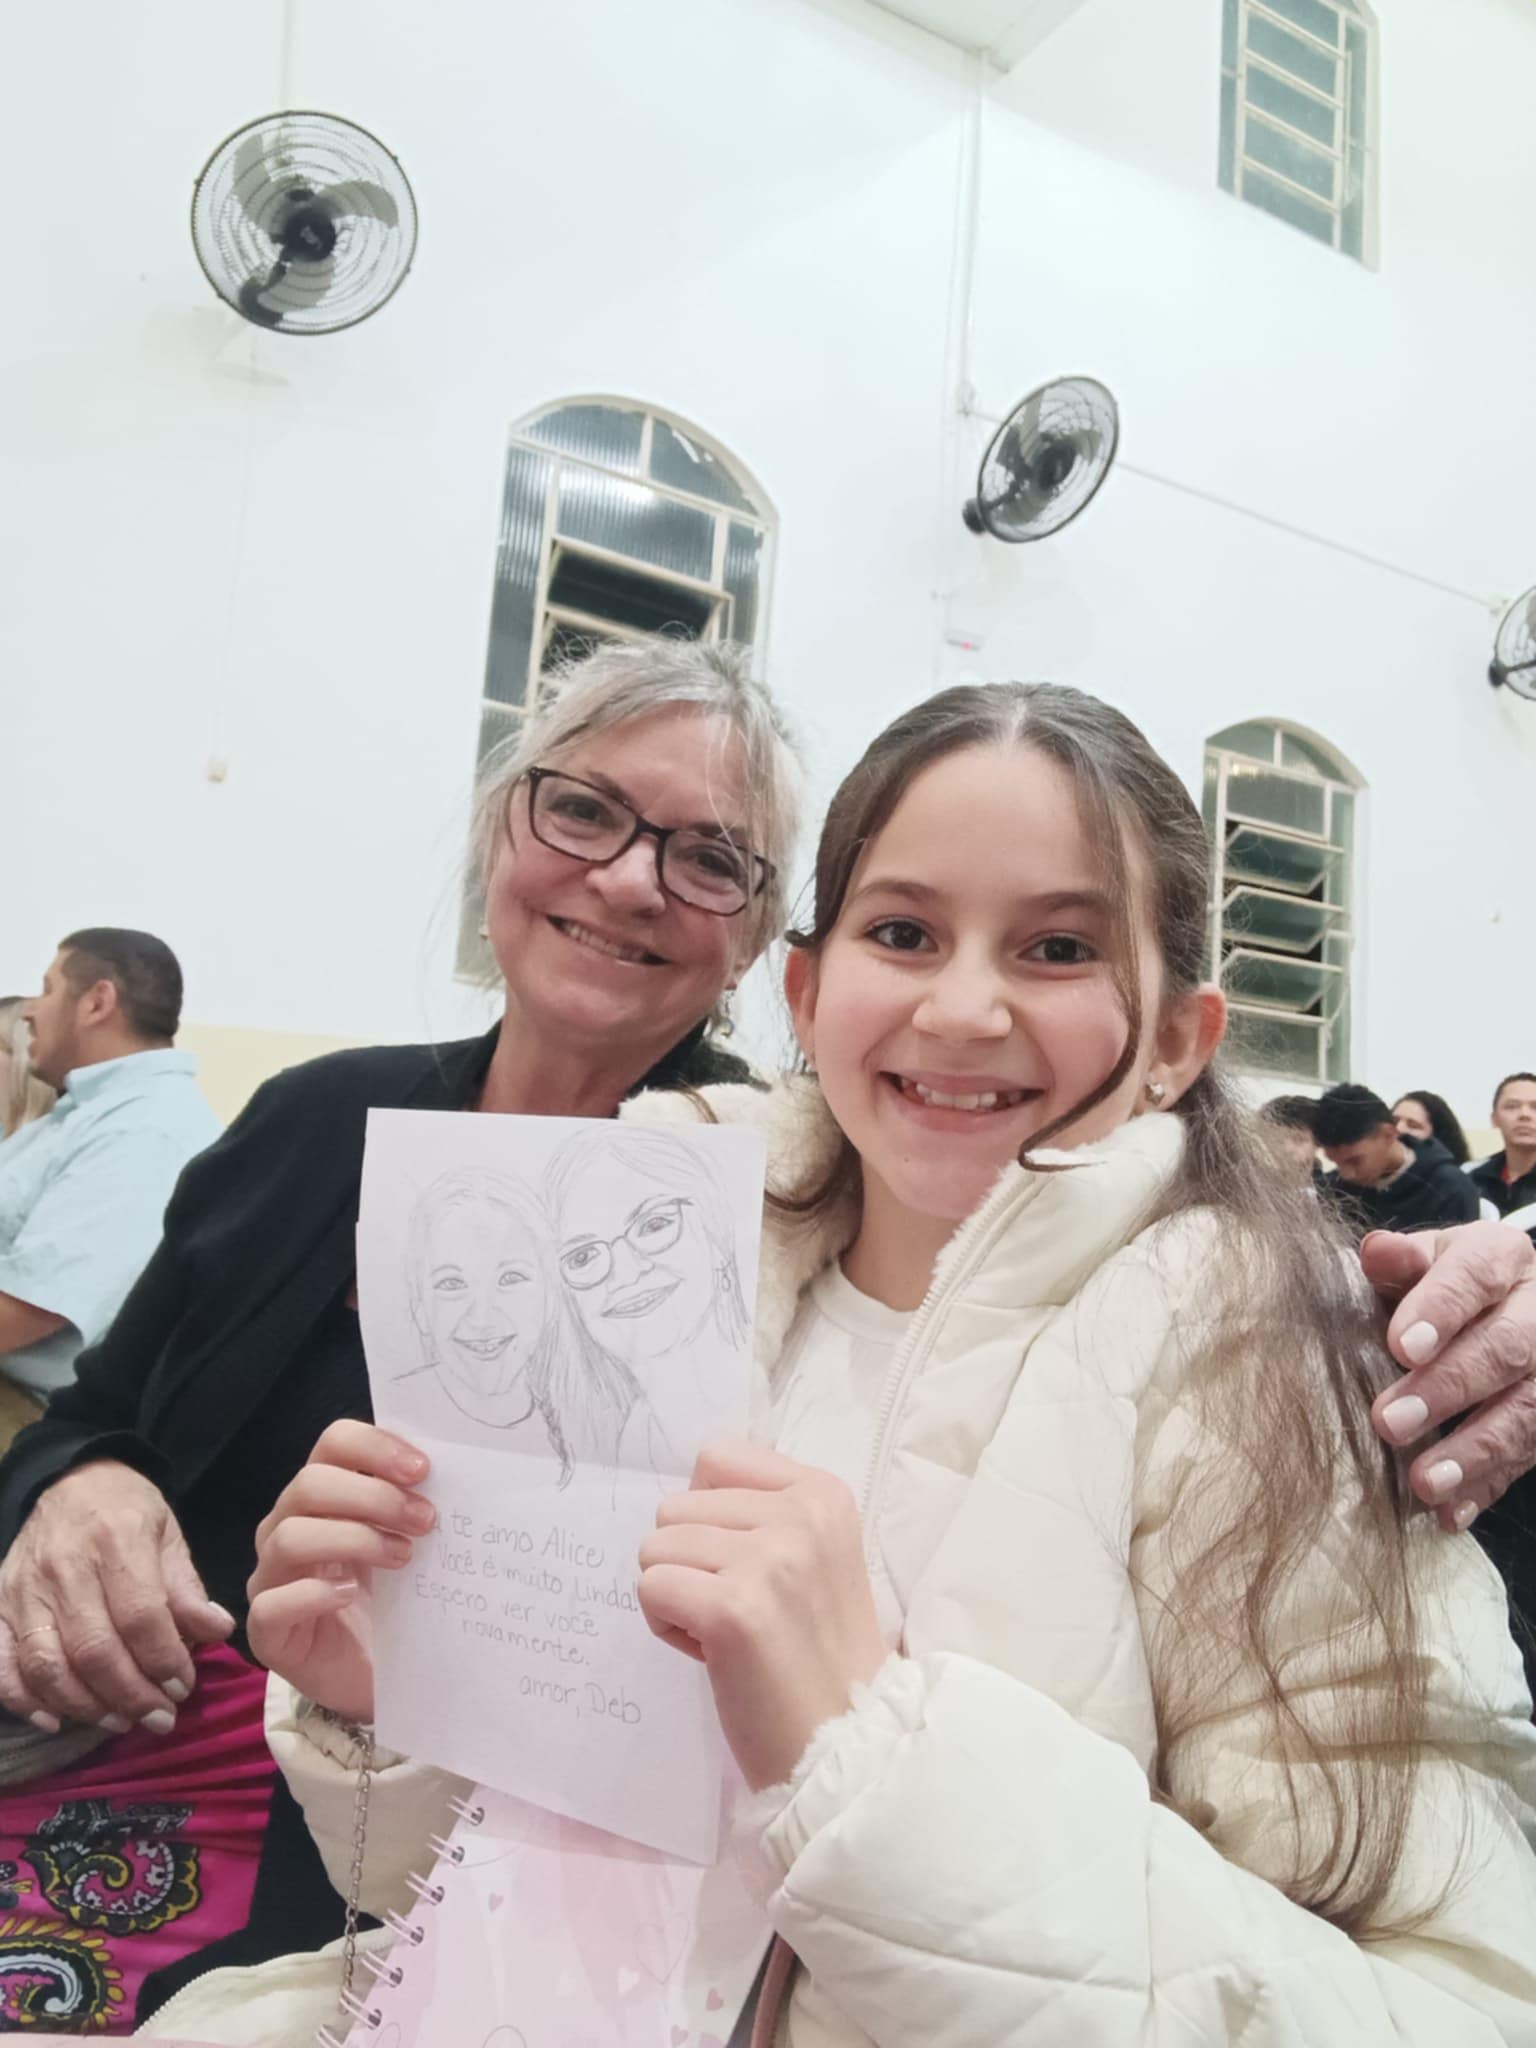 te amo Alice
Você é muito linda!
Espero ver você
novamente.
amor, Deb